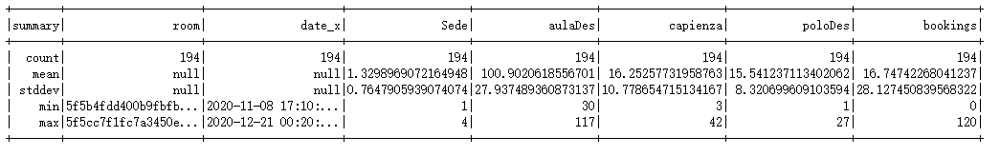 |summary| room| date_x| Sede| aulaDes| capienza| poloDes| bookings|
| count| 194| 194| 194| 194| 194| 194| 194|
| mean| null| null|1.3298969072164948| 100.9020618556701| 16.25257731958763|15.541237113402062| 16.74742268041237|
| stddev| null| null|0.7647905939074074|27.937489360873137|10.778654715134167| 8.320699609103594|28.127450839568322|
| min|5f5b4fdd400b9fbfb...|2020-11-08 17:10:...| 1| 30| 3| 1| 0|
| max|5f5cc7f1fc7a3450e...|2020-12-21 00:20:...| 4| 117| 42| 27| 120|